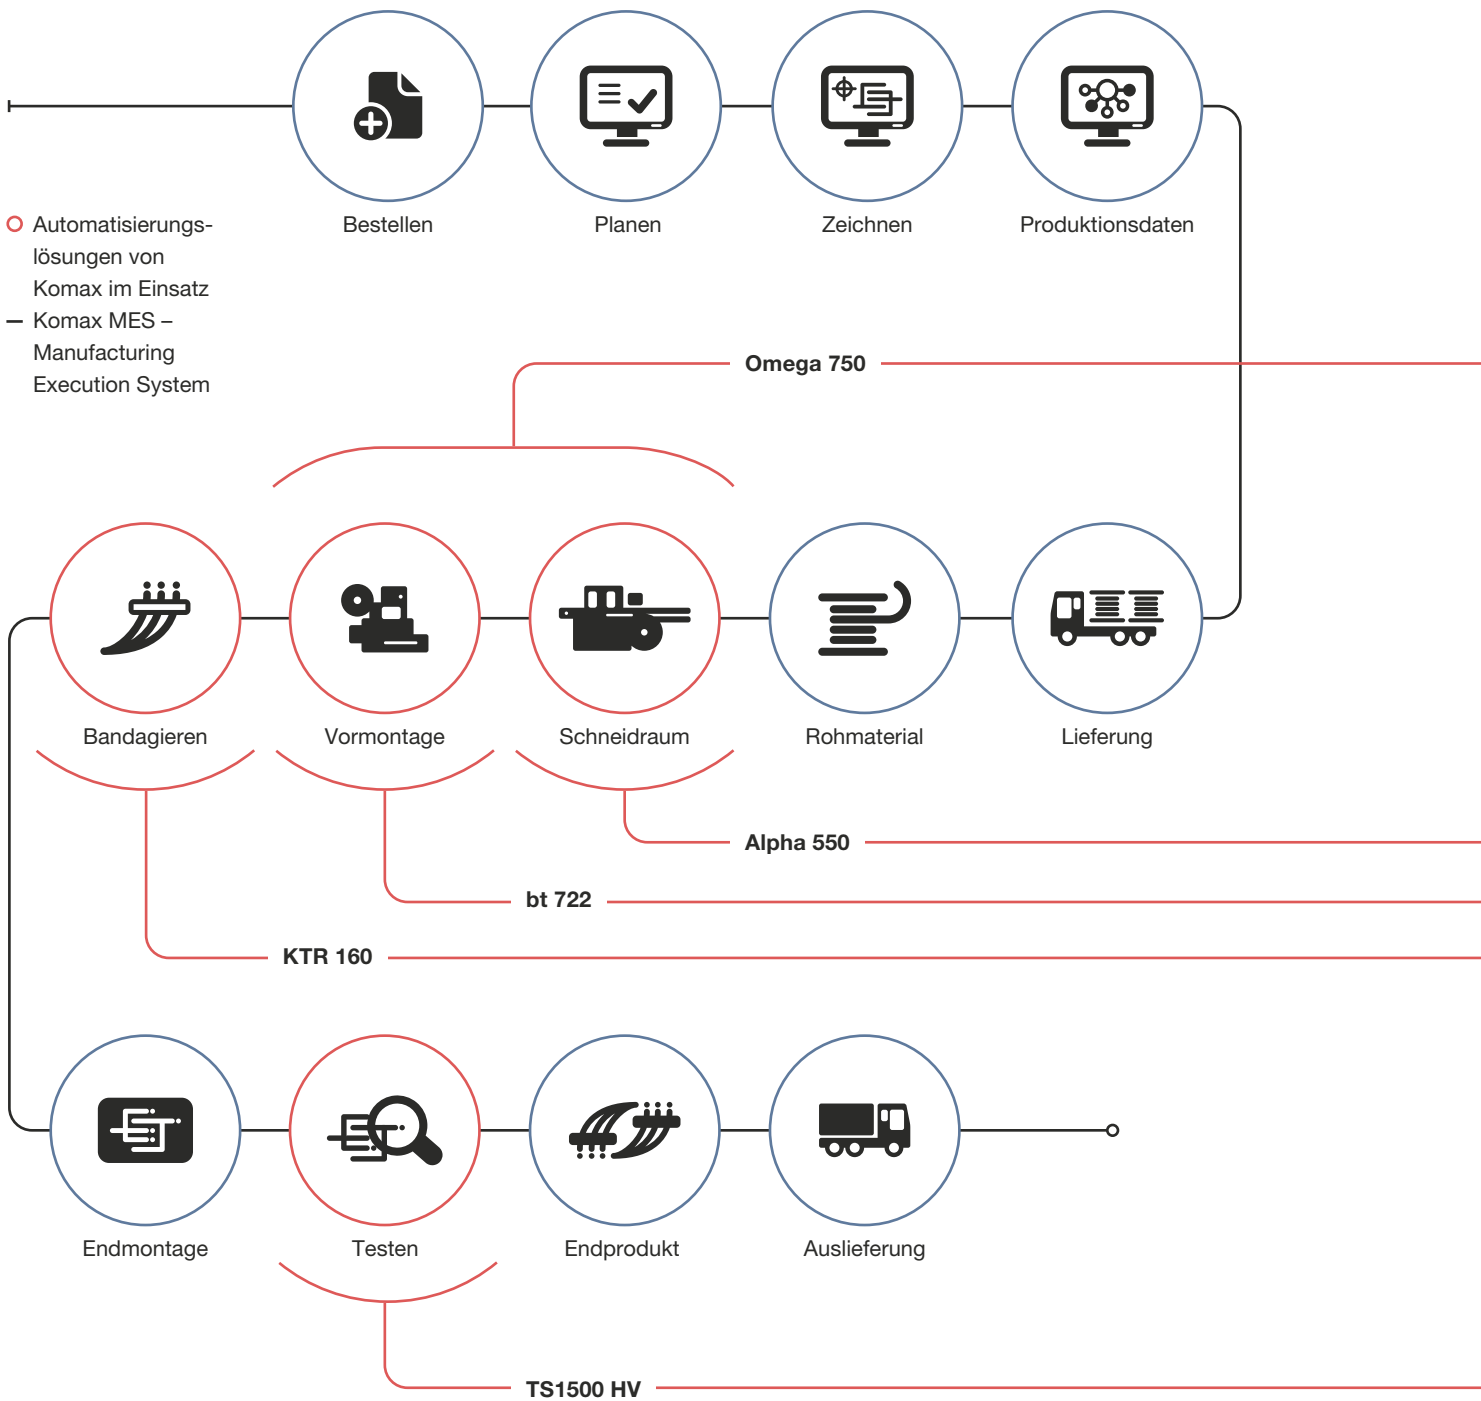 Bestellen
Planen
Zeichnen
Produktionsdaten
Automatisierungs-
lösungen von
Komax im Einsatz
Komax MES –
Manufacturing
Execution System
Omega 750
Bandagieren
Vormontage
Schneidraum
Rohmaterial
Lieferung
Alpha 550
bt 722
KTR 160
Endmontage
Testen
Endprodukt
Auslieferung
TS1500 HV